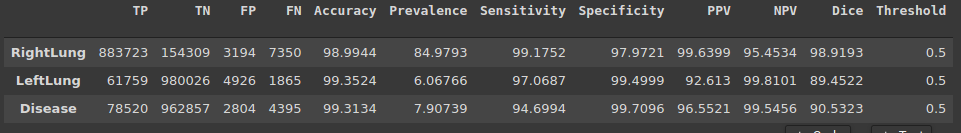 TP TN FP FN Accuracy Prevalence Sensitivity Specificity PPV NPV Dice Threshold
RightLung 883723 154309 3194 7350 98.9944 84.9793 99.1752 97.9721 99.6399 95.4534 98.9193 0.5
LeftLung 61759 980026 4926 1865 99.3524 6.06766 97.0687 99.4999 92.613 99.8101 89.4522 0.5
Disease 78520 962857 2804 4395 99.3134 7.90739 94.6994 99.7096 96.5521 99.5456 90.5323 0.5